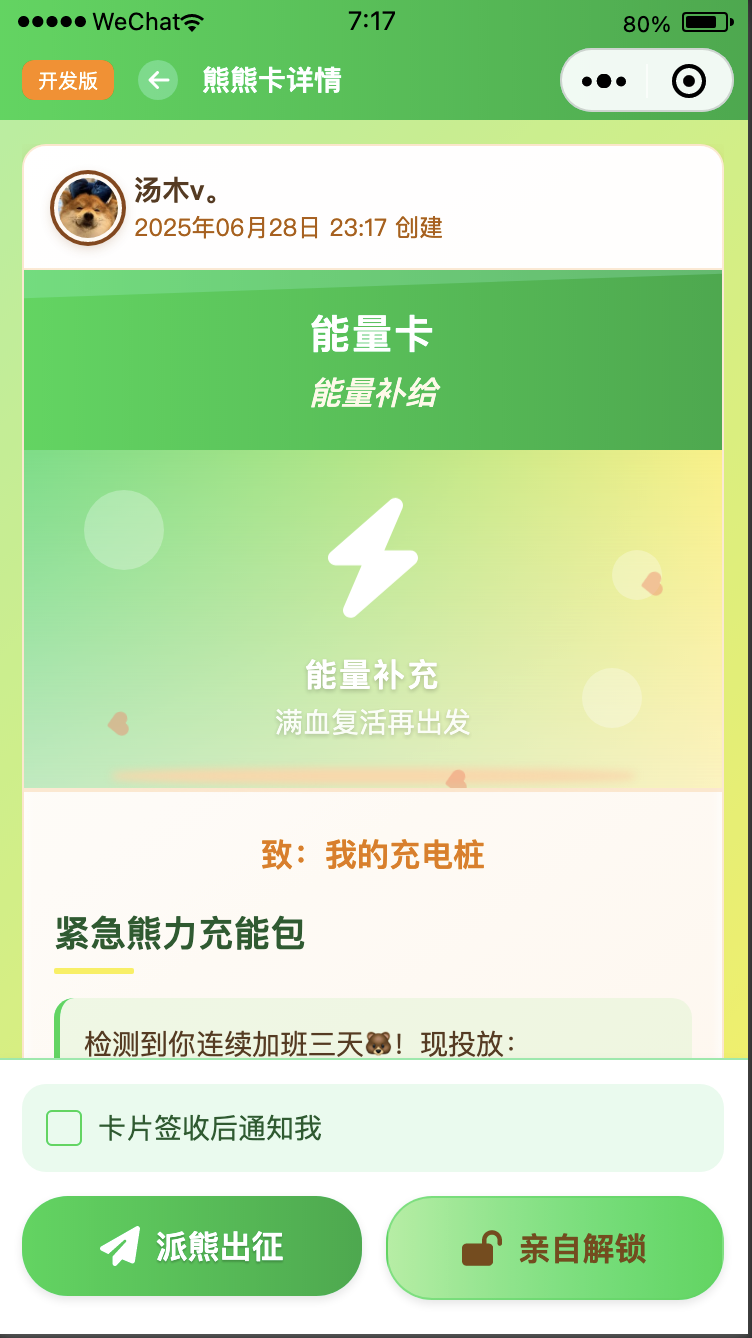 WeChat
7:17
80%
开发版
熊熊卡详情
汤木v。
2025年06月28日 23:17 创建
能量卡
能量补给
能量补充
满血复活再出发
致：我的充电桩
紧急熊力充能包
检测到你连续加班三天🐻！现投放：
卡片签收后通知我
派熊出征
亲自解锁